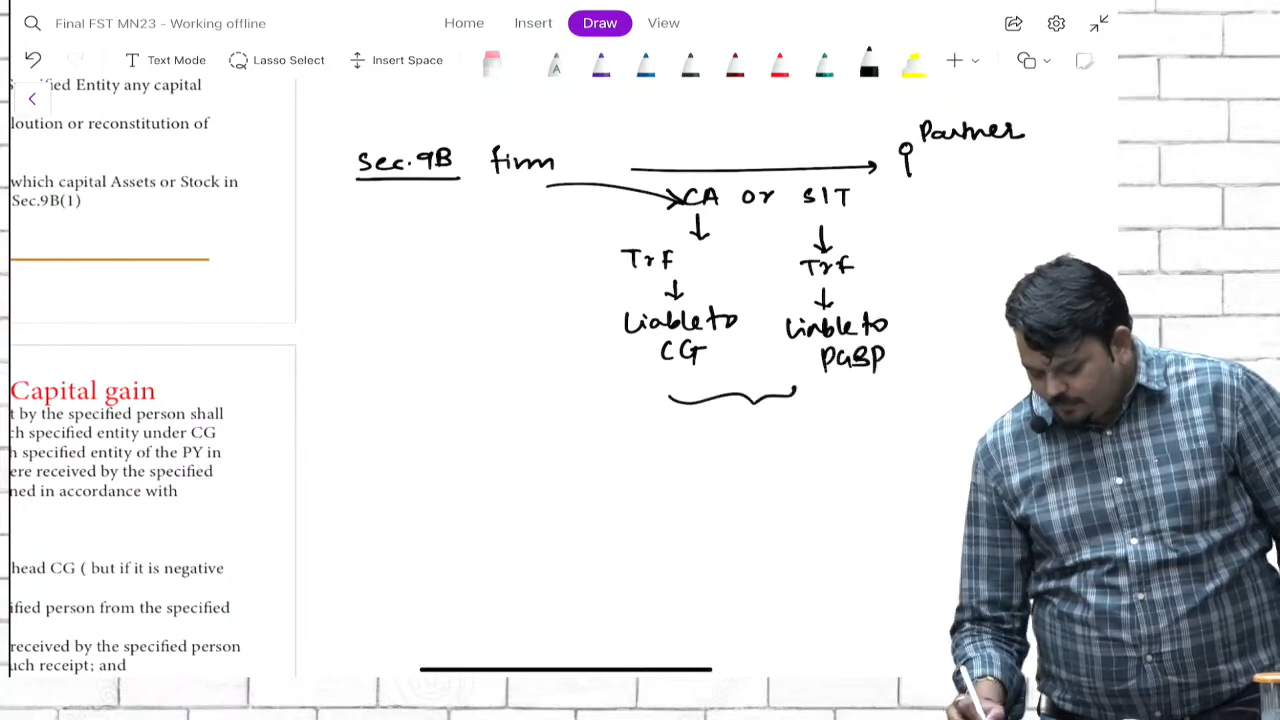 Final FST MN23 - Working offline
Home Insert Draw View
Text Mode Lasso Select Insert Space
Entity any capital
loution or reconstitution of
which capital Assets or Stock in
Sec.9B(1)
Capital gain
t by the specified person shall
ch specified entity under CG
n specified entity of the PY in
ere received by the specified
ned in accordance with
head CG ( but if it is negative
ified person from the specified
received by the specified person
uch receipt; and
Sec.9B firm Partner
CA or SIT
Trf Trf
Liable to Liable to
CG PGBP